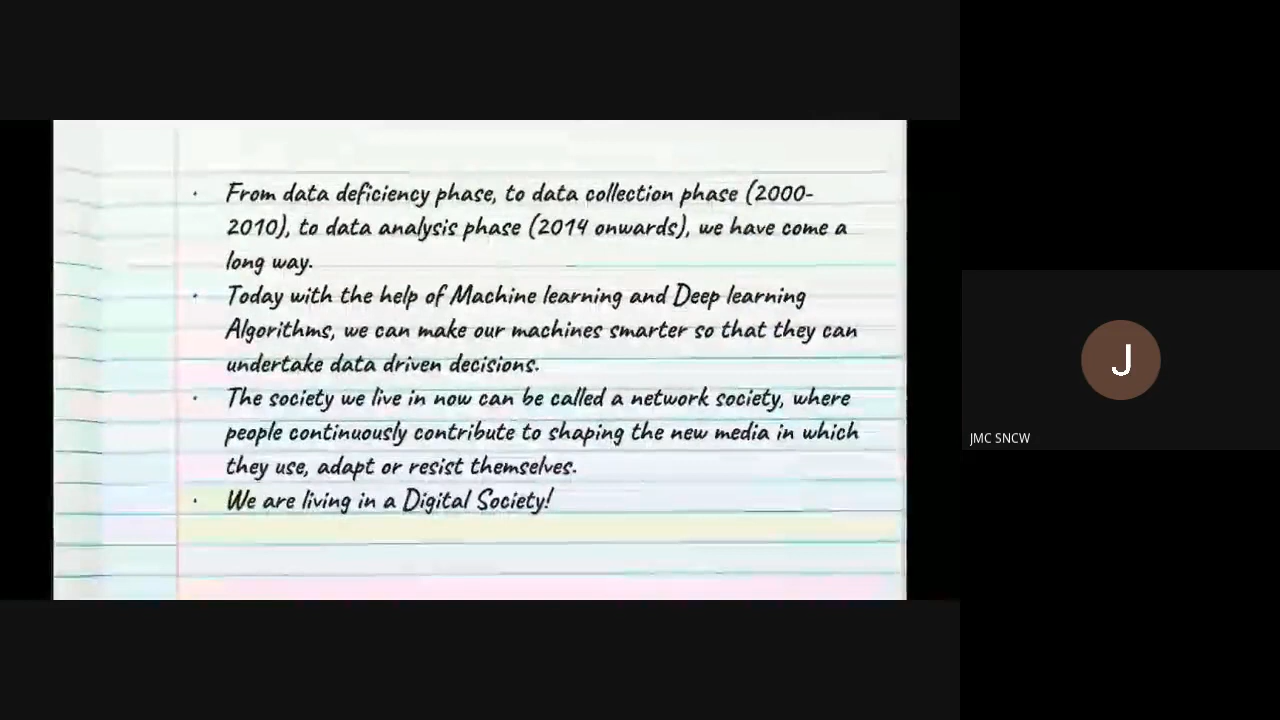 · From data deficiency phase, to data collection phase (2000-
2010), to data analysis phase (2014 onwards), we have come a
long way.
· Today with the help of Machine learning and Deep learning
Algorithms, we can make our machines smarter so that they can
undertake data driven decisions.
· The society we live in now can be called a network society, where
people continuously contribute to shaping the new media in which
they use, adapt or resist themselves.
· We are living in a Digital Society!
J
JMC SNCW